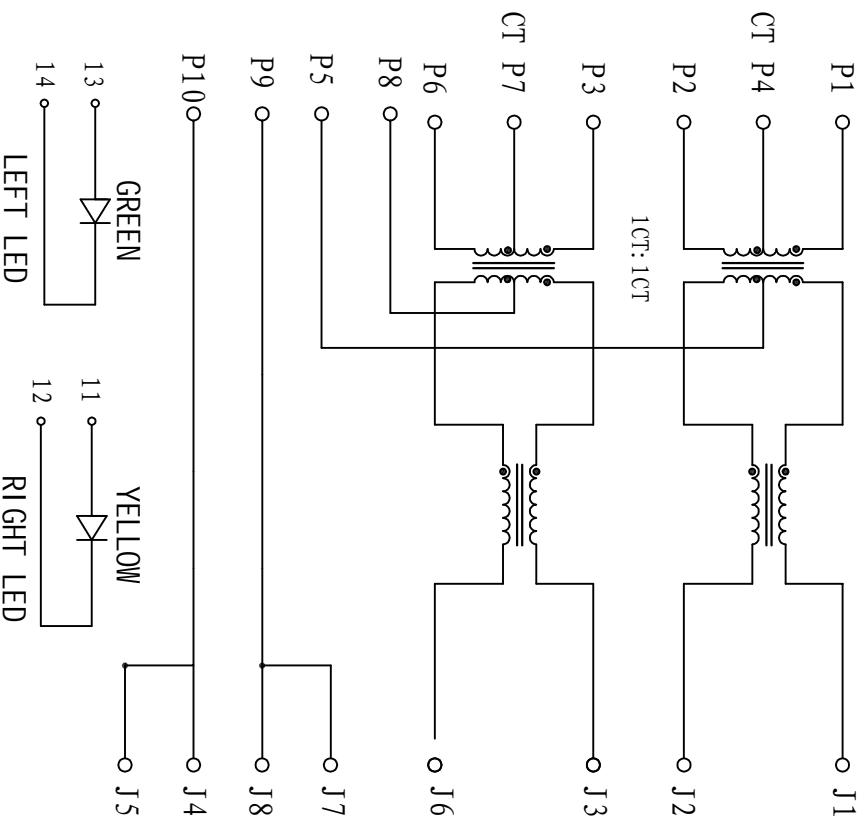 P1
CT P4
P2
P3
CT P7
P6
P8
P5
P9
P10
13
14
1CT:1CT
GREEN
LEFT LED
11
12
YELLOW
RIGHT LED
J1
J2
J3
J6
J7
J8
J4
J5